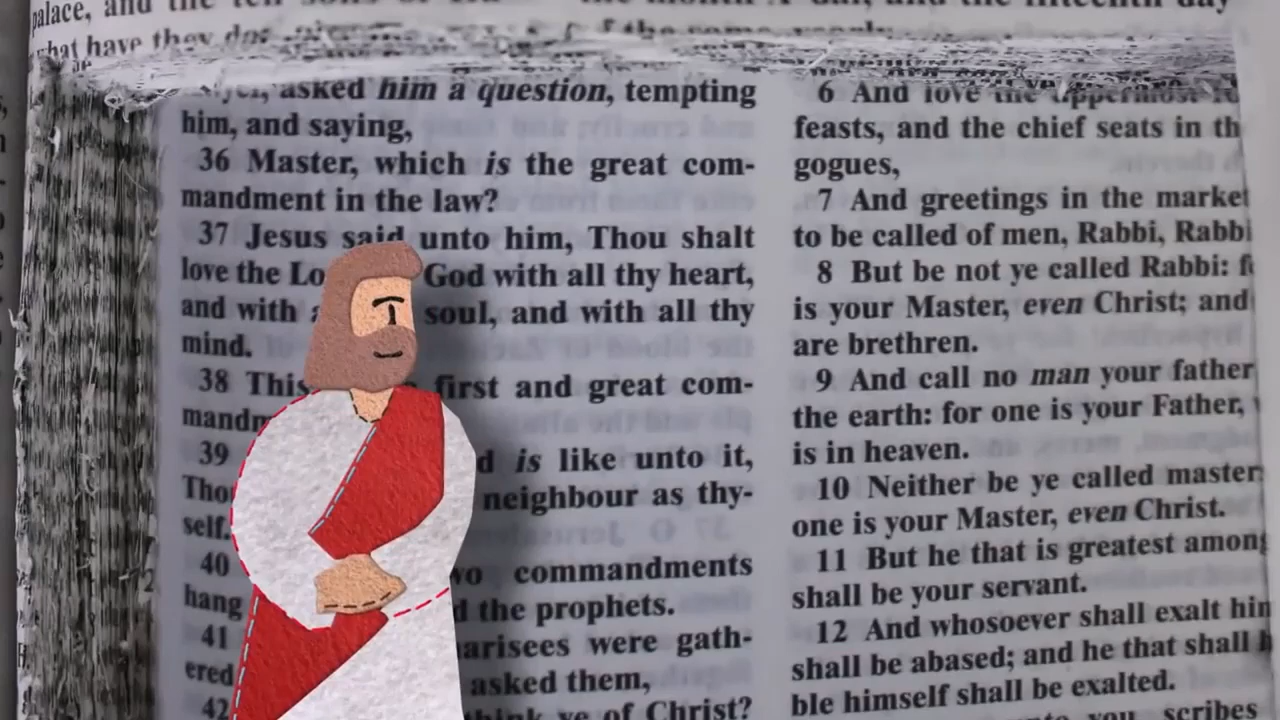 palace, and the ten sons of
what have they
asked him a question, tempting
him, and saying,
36 Master, which is the great com-
mandment in the law?
37 Jesus said unto him, Thou shalt
love the God with all thy heart,
and with soul, and with all thy
mind.
38 This first and great com-
39 is like unto it,
neighbour as thy-
self.
40 commandments
hang the prophets.
41 were gath-
ered asked them,
42 think ye of Christ?
6 And love the uppermost
feasts, and the chief seats in th
gogues,
7 And greetings in the market
to be called of men, Rabbi, Rabbi
8 But be not ye called Rabbi: f
is your Master, even Christ; and
are brethren.
9 And call no man your father
the earth: for one is your Father,
is in heaven.
10 Neither be ye called master
one is your Master, even Christ.
11 But he that is greatest among
shall be your servant.
12 And whosoever shall exalt him
shall be abased; and he that shall h
ble himself shall be exalted.
you, scribes